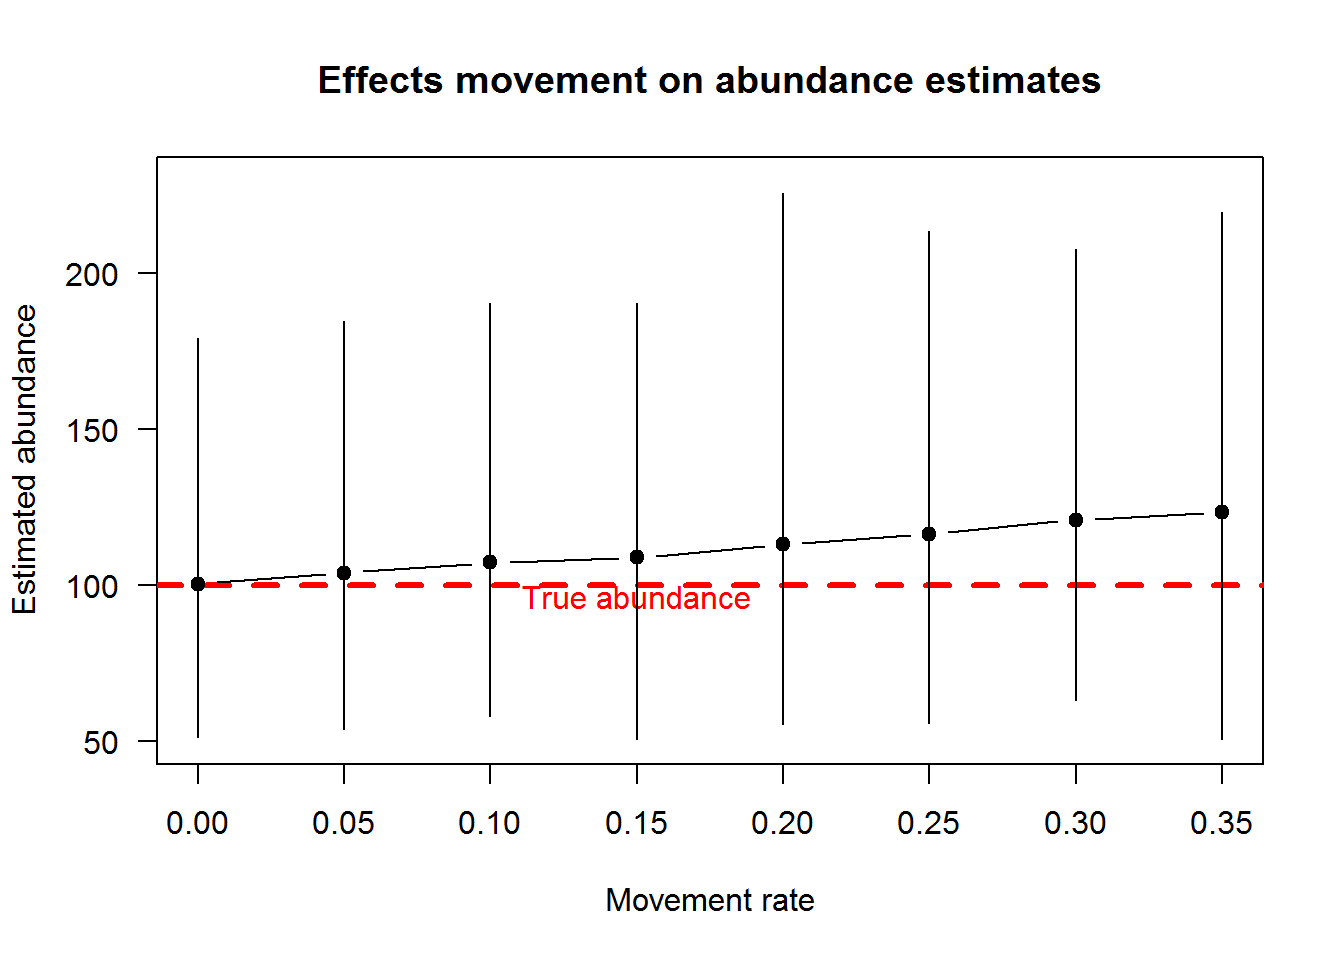 Effects movement on abundance estimates
Estimated abundance
200
150
100
50
True abundance
0.00 0.05 0.10 0.15 0.20 0.25 0.30 0.35
Movement rate